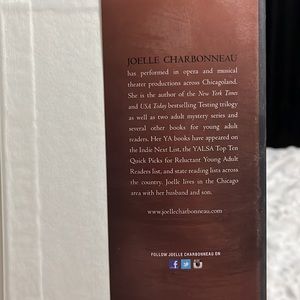 JOELLE CHARBONNEAU
has performed in opera and musical
theater productions across Chicagoland.
She is the author of the New York Times
and USA Today bestselling Testing trilogy
as well as two adult mystery series and
several other books for young adult
readers. Her YA books have appeared on
the Indie Next List, the YALSA Top Ten
Quick Picks for Reluctant Young Adult
Readers list, and state reading lists across
the country. Joelle lives in the Chicago
area with her husband and son.
www.joellecharbonneau.com
FOLLOW JOELLE CHARBONNEAU ON